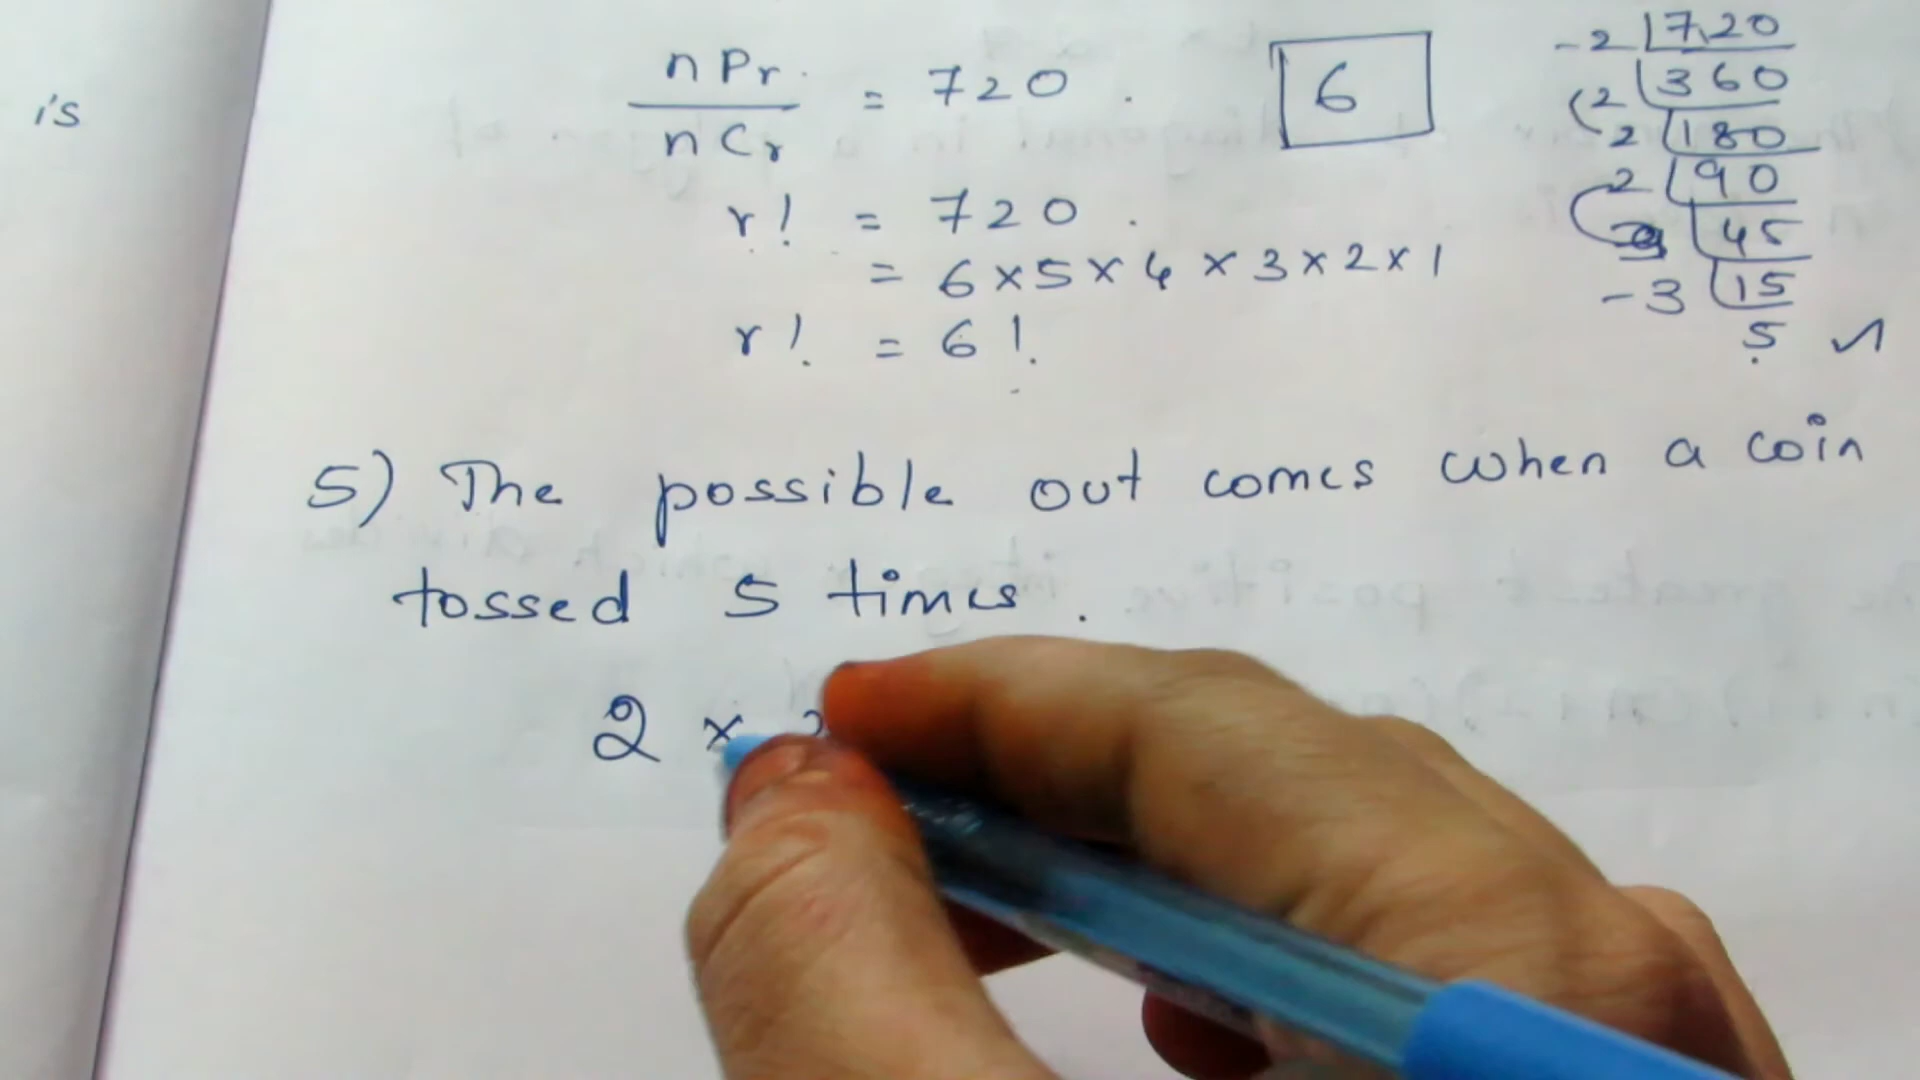 is
nPr
nCr
= 720 .
6
r! = 720 .
= 6 × 5 × 4 × 3 × 2 × 1
r! = 6!
2 720
2 360
2 180
2 90
45
3 15
5
5) The possible out comes when a coin
tossed 5 times .
2 ×